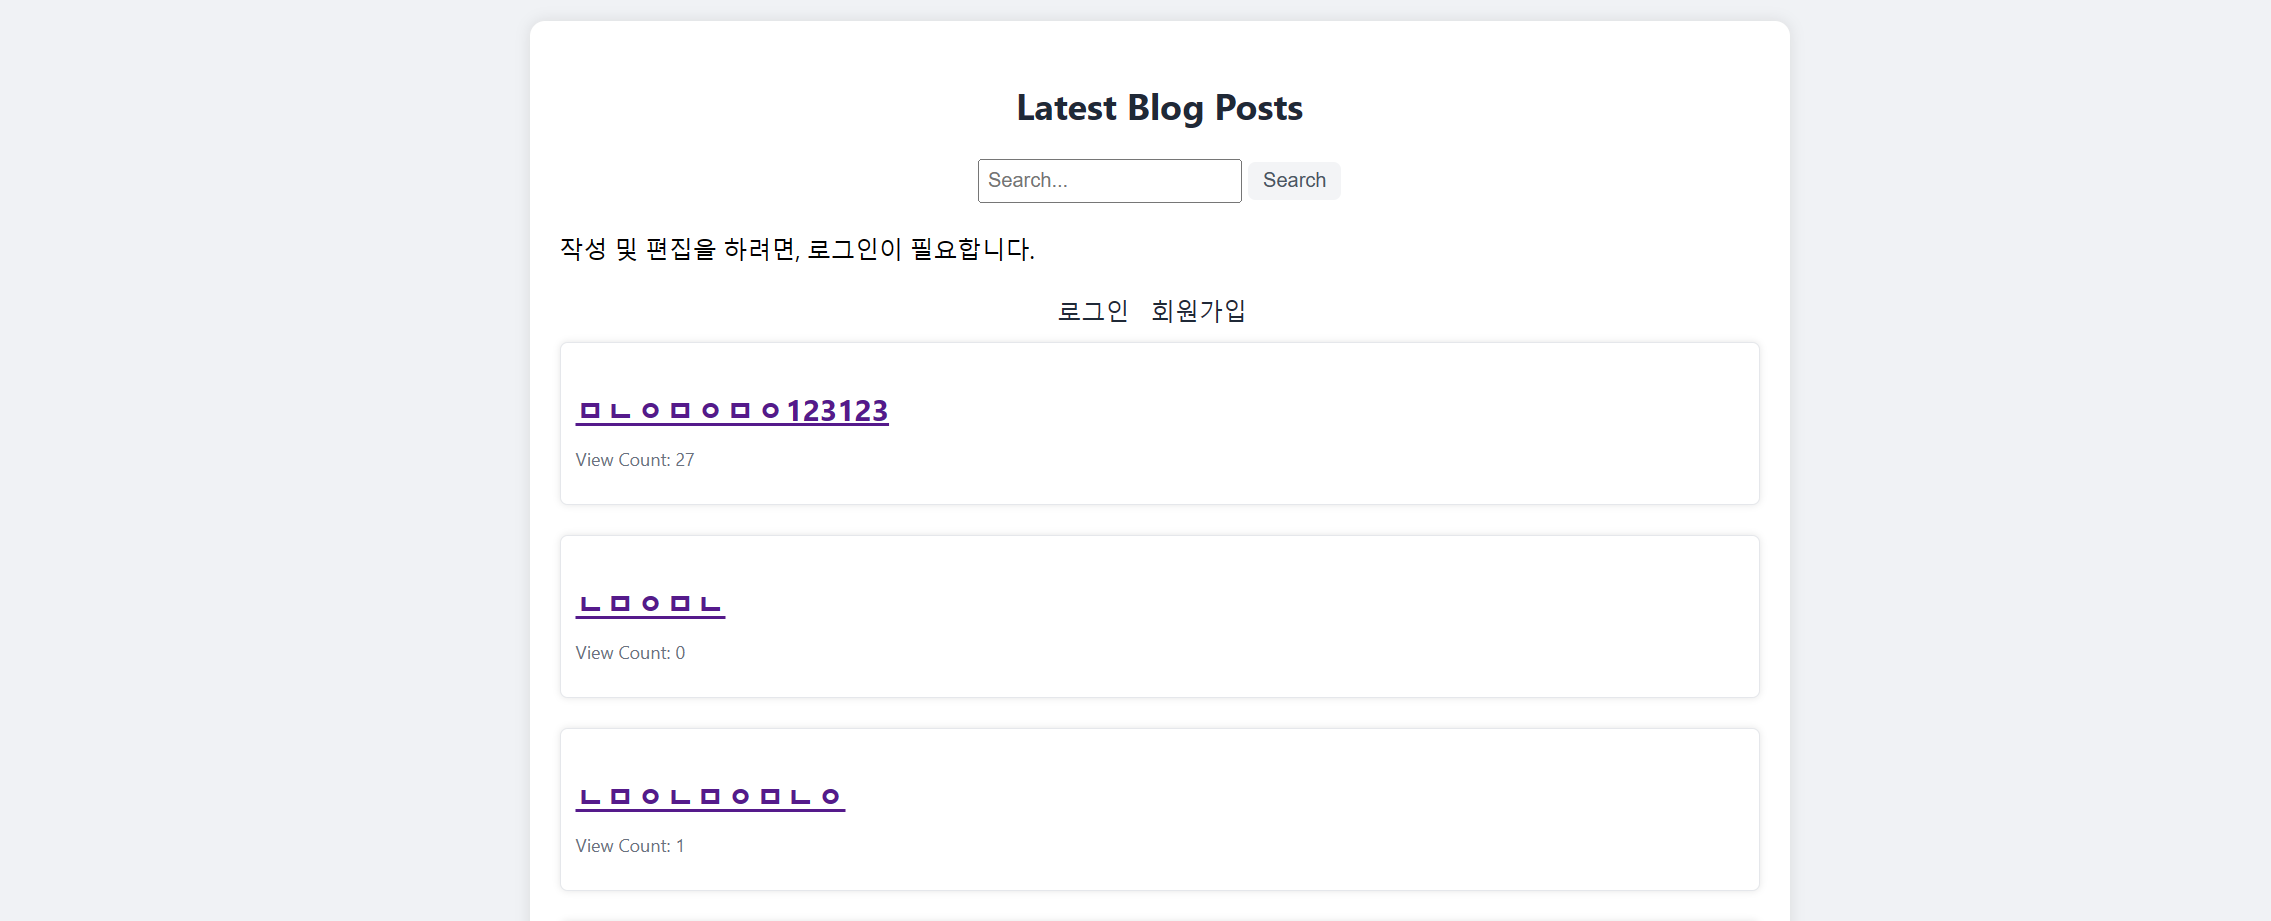 Latest Blog Posts
Search... Search
작성 및 편집을 하려면, 로그인이 필요합니다.
로그인 회원가입
ㅁㄴㅇㅁㅇㅁㅇ123123
View Count: 27
ㄴㅁㅇㅁㄴ
View Count: 0
ㄴㅁㅇㄴㅁㅇㅁㄴㅇ
View Count: 1